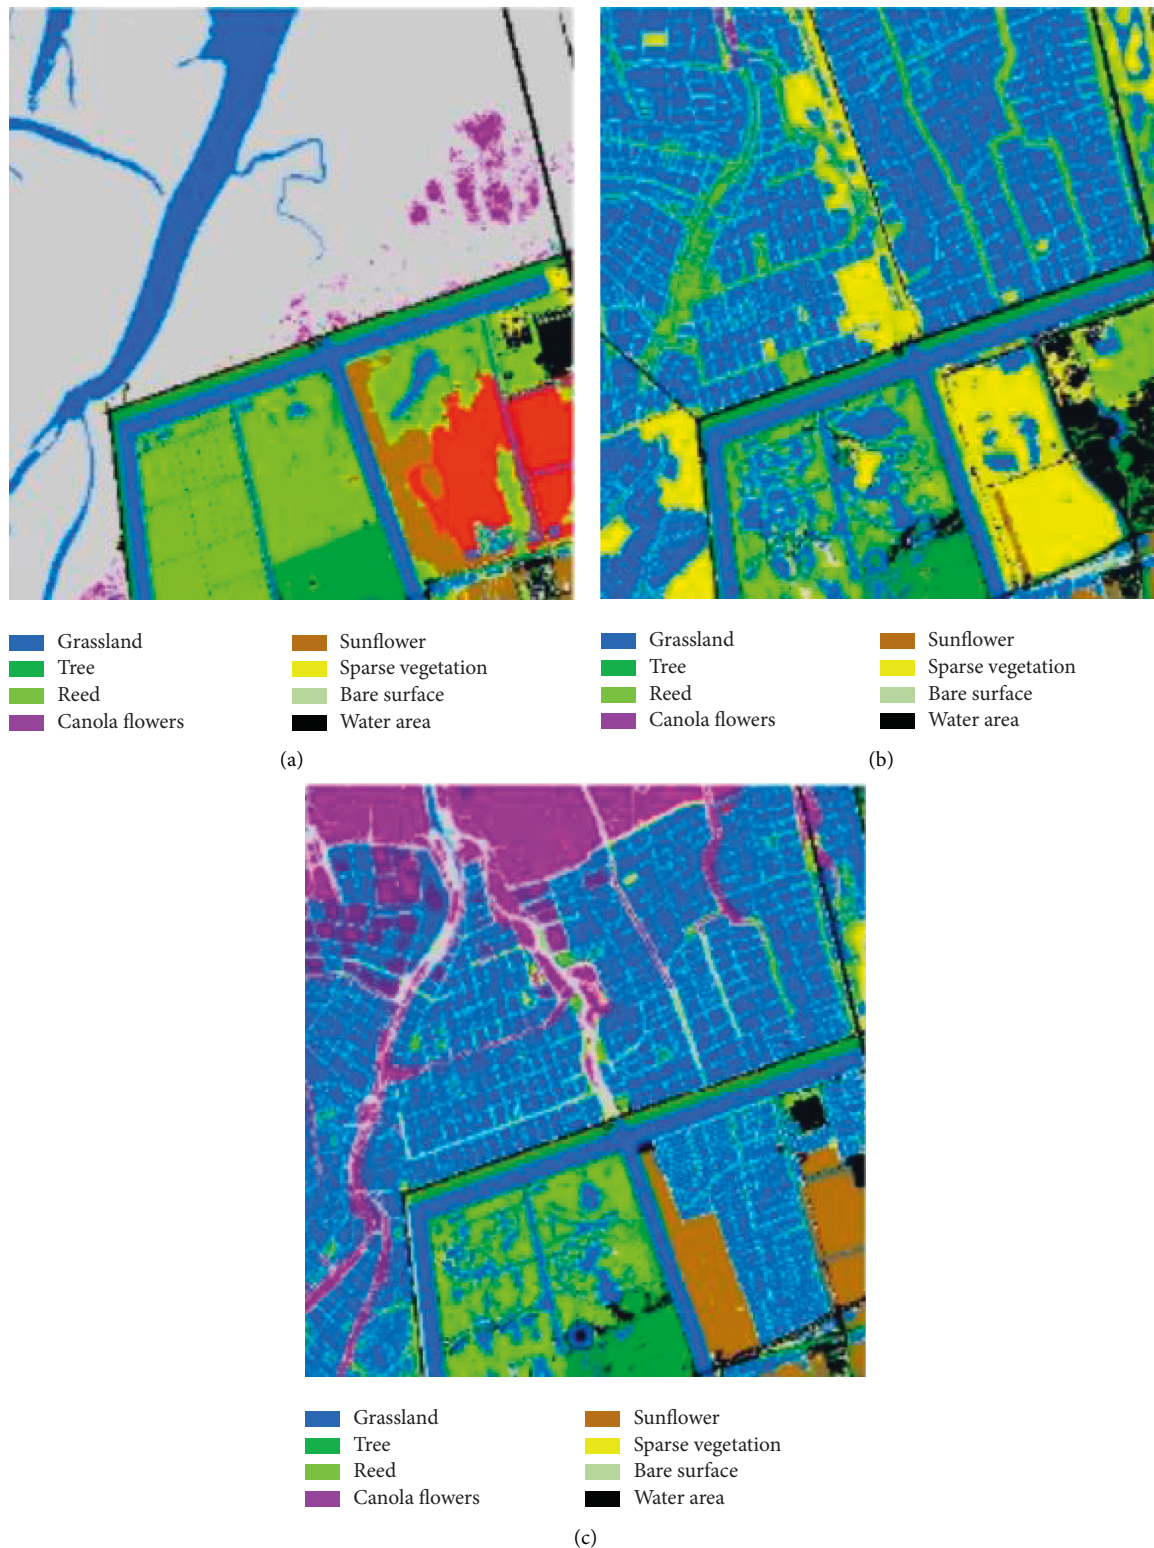 Grassland
Tree
Reed
Canola flowers
Sunflower
Sparse vegetation
Bare surface
Water area
(a)
Grassland
Tree
Reed
Canola flowers
Sunflower
Sparse vegetation
Bare surface
Water area
(b)
Grassland
Tree
Reed
Canola flowers
Sunflower
Sparse vegetation
Bare surface
Water area
(c)